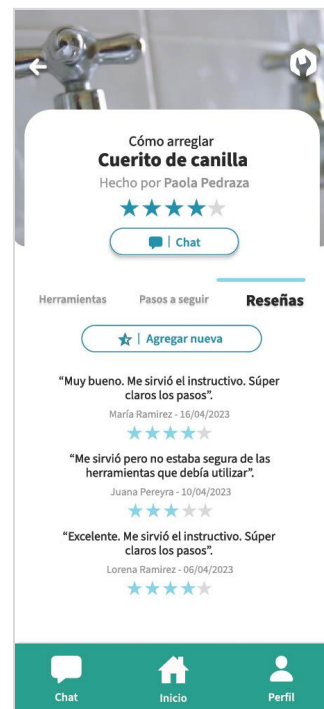 Cómo arreglar
Cuerito de canilla
Hecho por Paola Pedraza
Chat
Herramientas
Pasos a seguir
Reseñas
Agregar nueva
“Muy bueno. Me sirvió el instructivo. Súper
claros los pasos”.
María Ramirez - 16/04/2023
“Me sirvió pero no estaba segura de las
herramientas que debía utilizar”.
Juana Pereyra - 10/04/2023
“Excelente. Me sirvió el instructivo. Súper
claros los pasos”.
Lorena Ramirez - 06/04/2023
Chat
Inicio
Perfil